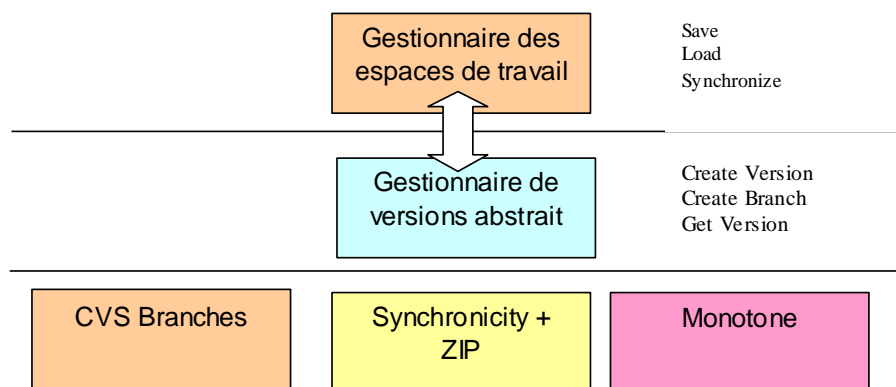 Gestionnaire des
espaces de travail
Save
Load
Synchronize
Gestionnaire de
versions abstrait
Create Version
Create Branch
Get Version
CVS Branches
Synchronicity +
ZIP
Monotone